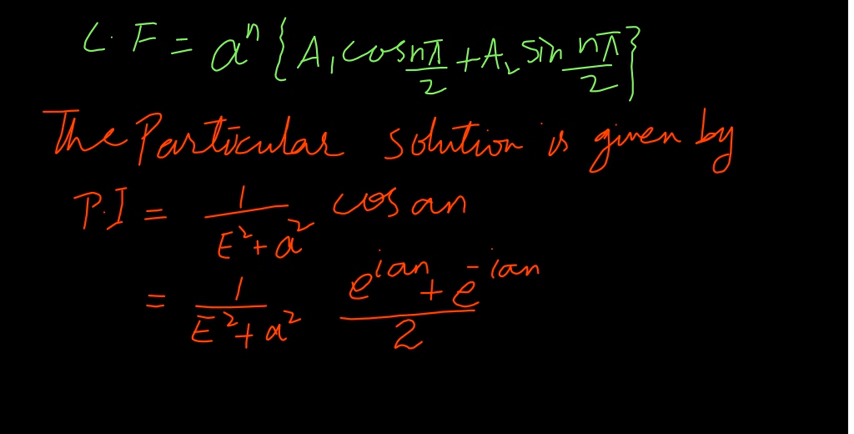 C.F = aⁿ { A₁ cos nπ/2 + A₂ sin nπ/2 }
The Particular solution is given by
P.I = 1/(E²+a²) cos an
= 1/(E²+a²) (e^(ian) + e^(-ian))/2